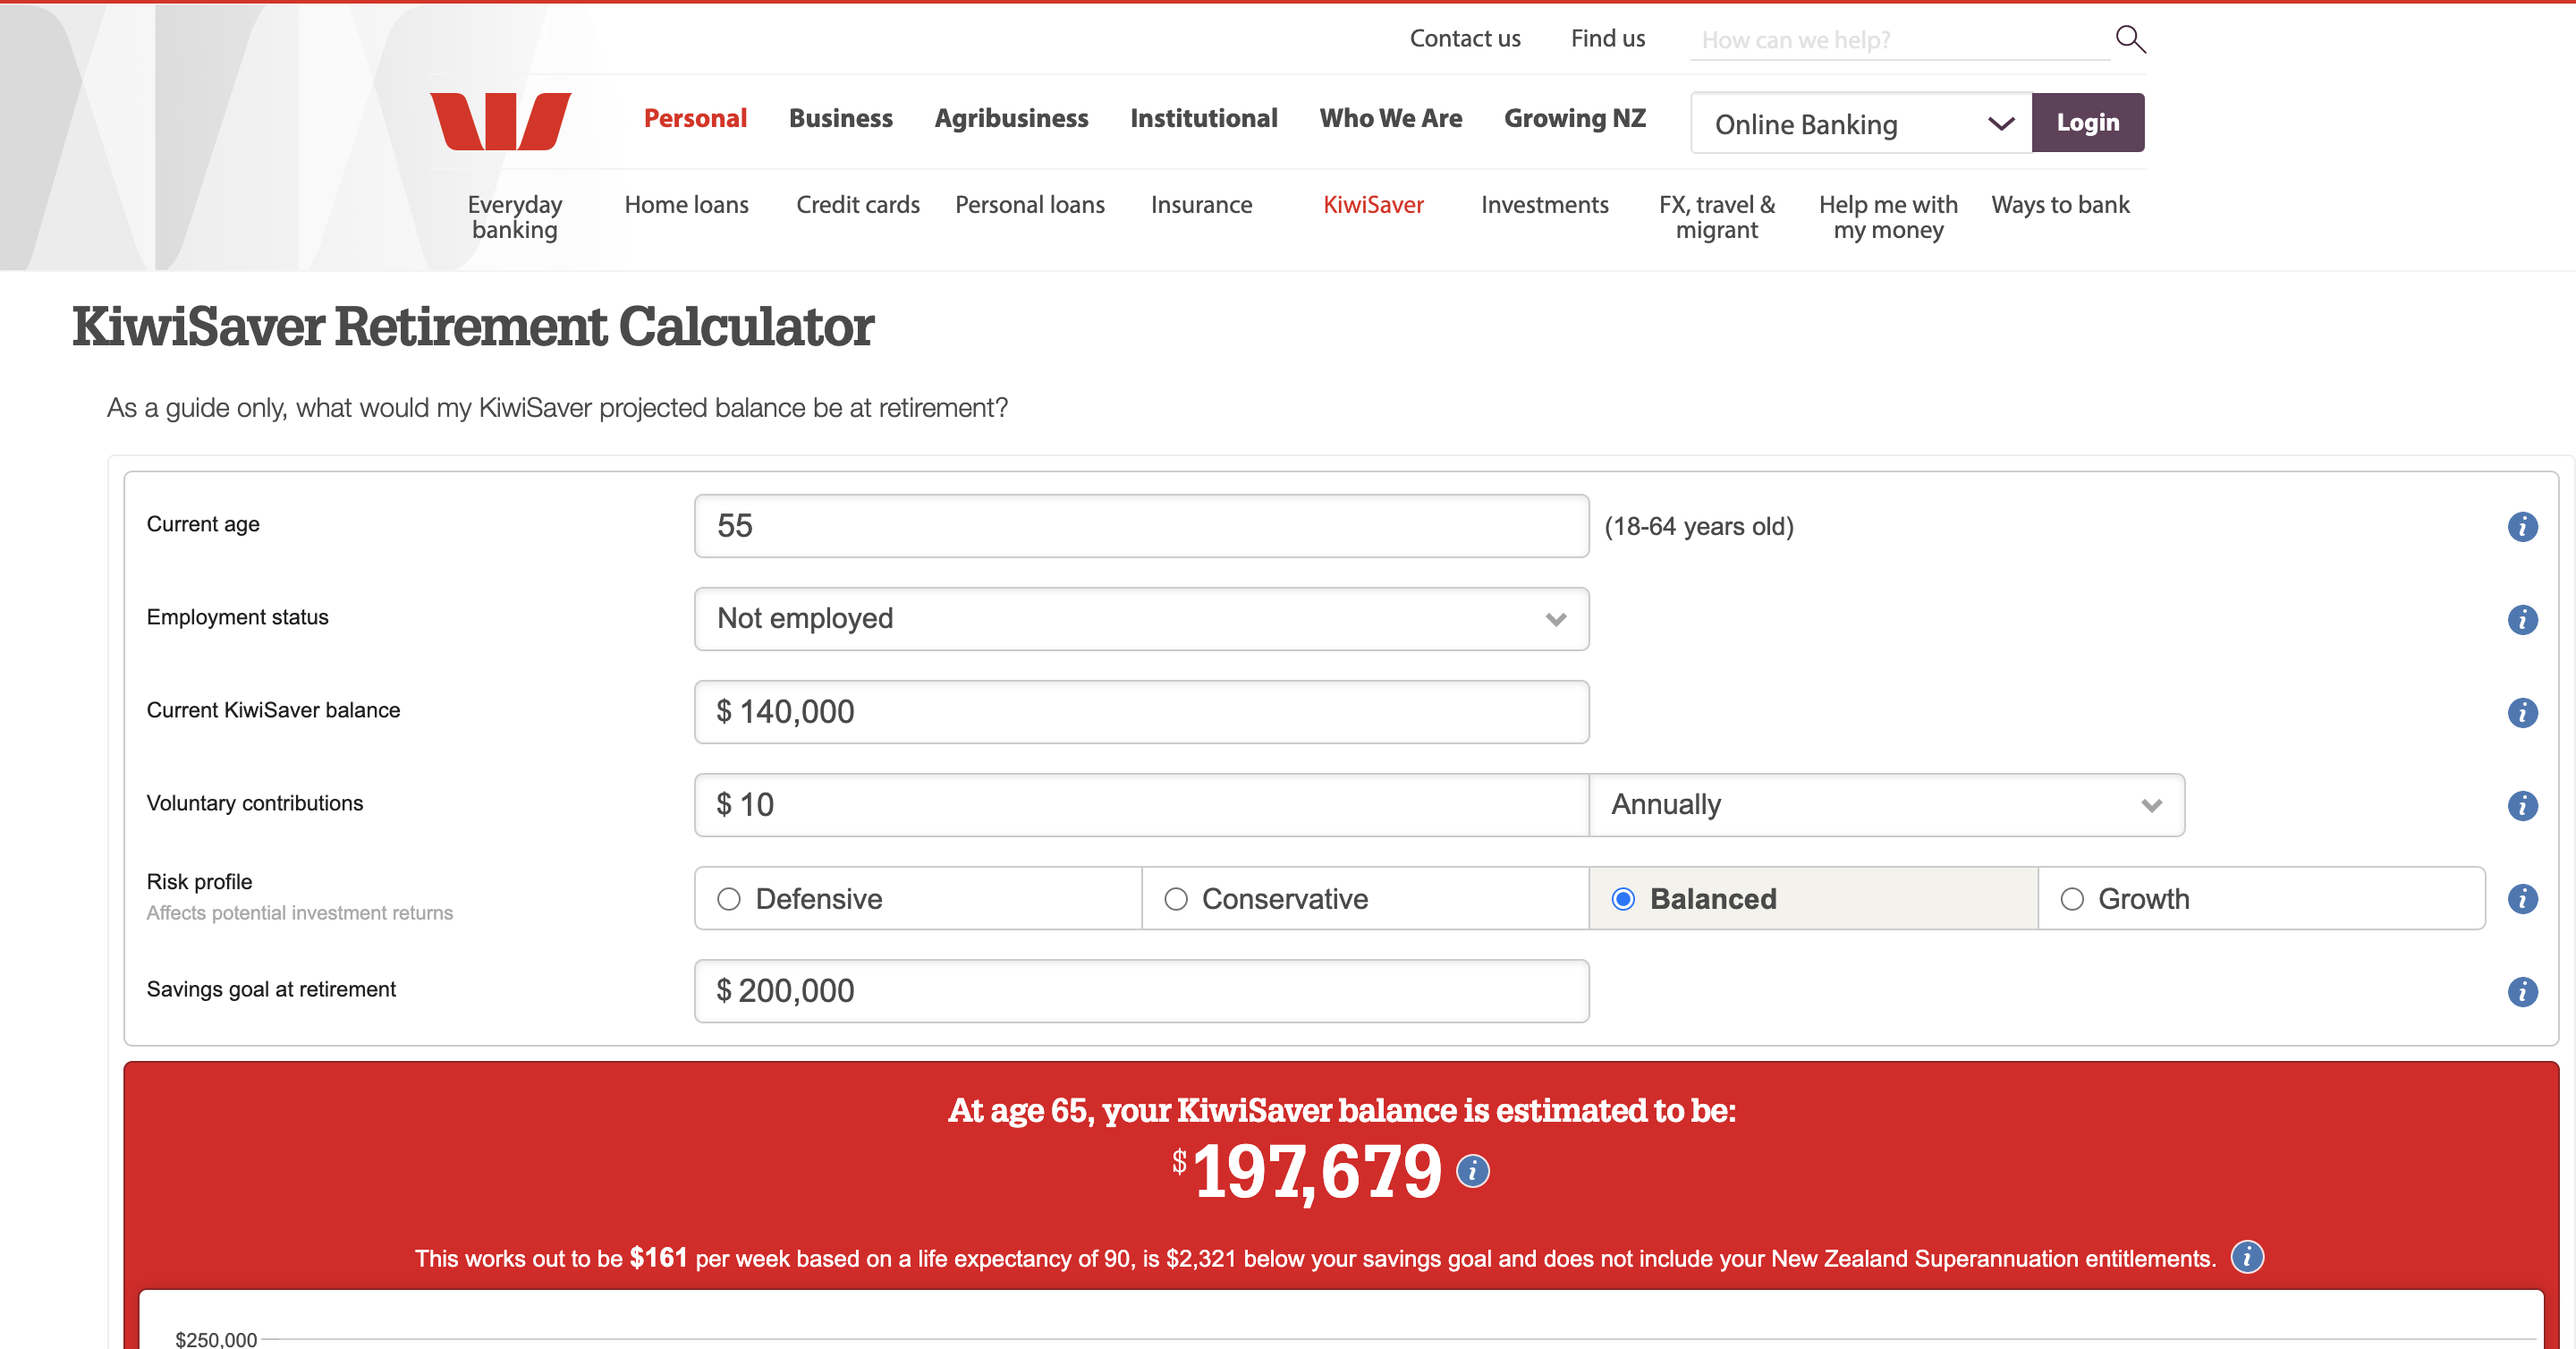 Contact us Find us How can we help?
Personal Business Agribusiness Institutional Who We Are Growing NZ Online Banking Login
Everyday banking Home loans Credit cards Personal loans Insurance KiwiSaver Investments FX, travel & migrant Help me with my money Ways to bank
KiwiSaver Retirement Calculator
As a guide only, what would my KiwiSaver projected balance be at retirement?
Current age 55 (18-64 years old) i
Employment status Not employed i
Current KiwiSaver balance $ 140,000 i
Voluntary contributions $ 10 Annually i
Risk profile
Affects potential investment returns
Defensive Conservative Balanced Growth i
Savings goal at retirement $ 200,000 i
At age 65, your KiwiSaver balance is estimated to be:
$197,679 i
This works out to be $161 per week based on a life expectancy of 90, is $2,321 below your savings goal and does not include your New Zealand Superannuation entitlements. i
$250,000